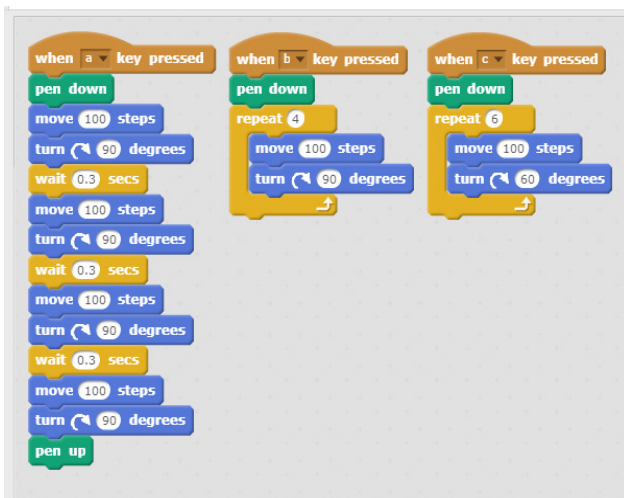 when a key pressed
pen down
move 100 steps
turn 90 degrees
wait 0.3 secs
move 100 steps
turn 90 degrees
wait 0.3 secs
move 100 steps
turn 90 degrees
wait 0.3 secs
move 100 steps
turn 90 degrees
pen up
when b key pressed
pen down
repeat 4
move 100 steps
turn 90 degrees
when c key pressed
pen down
repeat 6
move 100 steps
turn 60 degrees